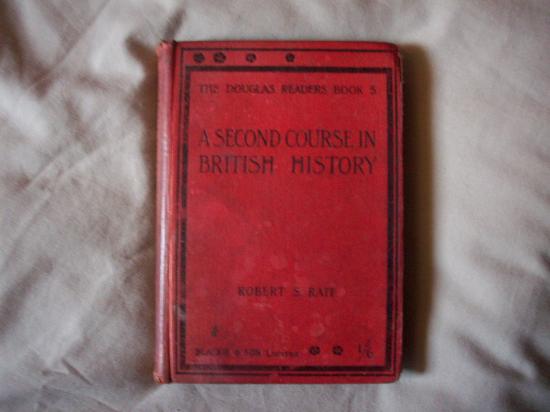 THE DOUGLAS READERS BOOK 5.
A SECOND COURSE IN
BRITISH HISTORY
ROBERT S. RAIT
BLACKIE & SON LIMITED
1/6